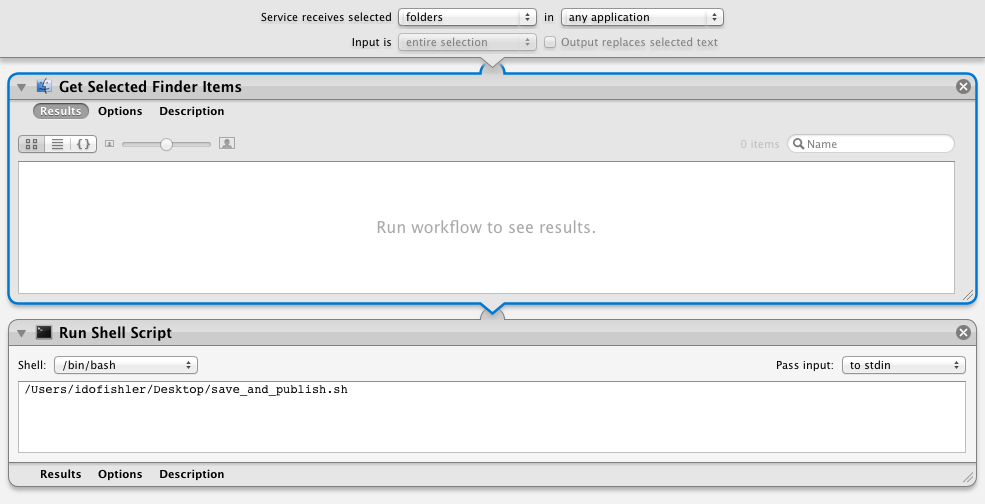 Service receives selected folders in any application
Input is entire selection Output replaces selected text
Get Selected Finder Items
Results Options Description
0 items Name
Run workflow to see results.
Run Shell Script
Shell: /bin/bash Pass input: to stdin
/Users/idofishler/Desktop/save_and_publish.sh
Results Options Description